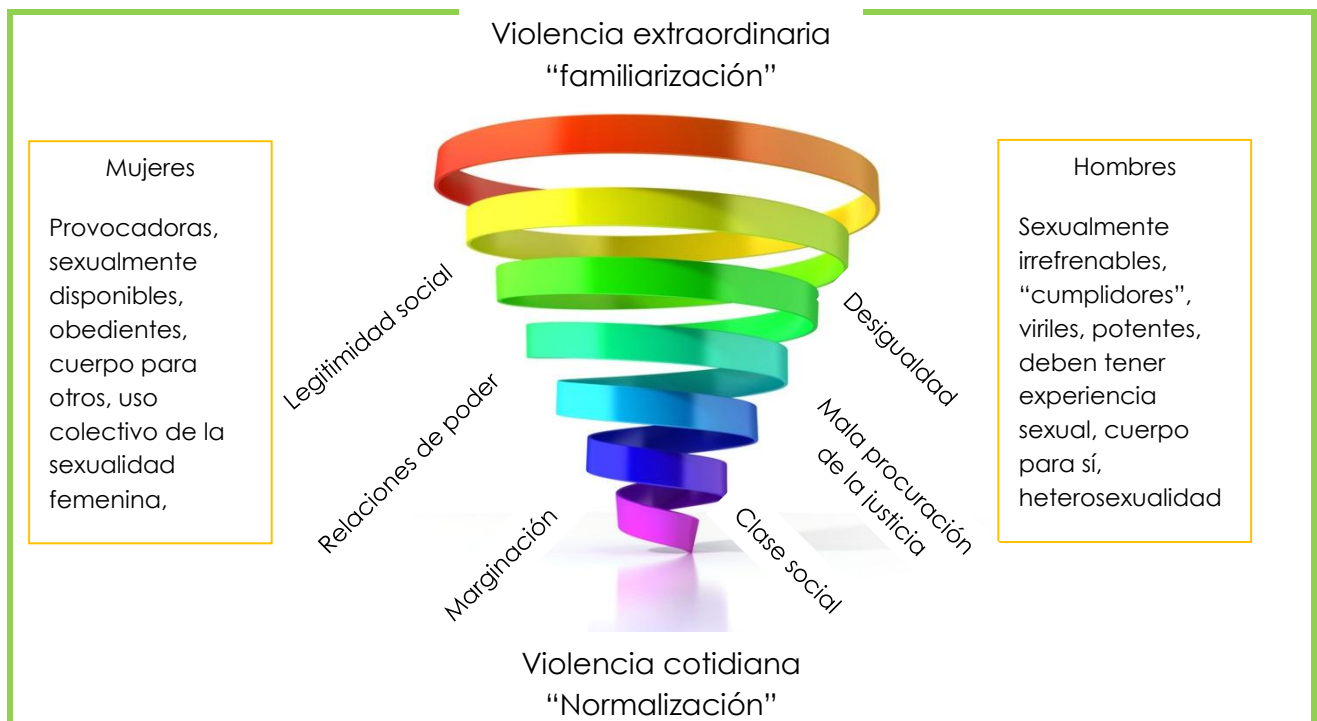 Violencia extraordinaria
“familiarización”
Mujeres
Provocadoras,
sexualmente
disponibles,
obedientes,
cuerpo para
otros, uso
colectivo de la
sexualidad
femenina,
Legitimidad social
Relaciones de poder
Marginación
Desigualdad
Mala procuración
de la justicia
Clase social
Hombres
Sexualmente
irrefrenables,
“cumplidores”,
viriles, potentes,
deben tener
experiencia
sexual, cuerpo
para sí,
heterosexualidad
Violencia cotidiana
“Normalización”